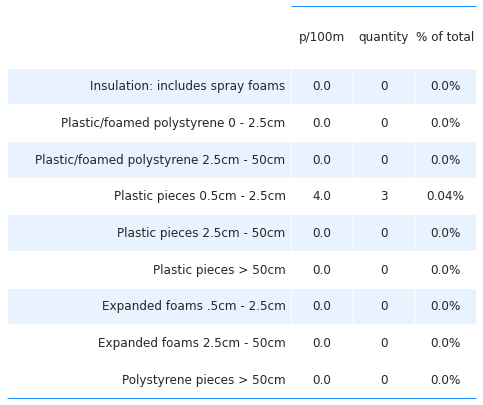 p/100m quantity % of total
Insulation: includes spray foams 0.0 0 0.0%
Plastic/foamed polystyrene 0 - 2.5cm 0.0 0 0.0%
Plastic/foamed polystyrene 2.5cm - 50cm 0.0 0 0.0%
Plastic pieces 0.5cm - 2.5cm 4.0 3 0.04%
Plastic pieces 2.5cm - 50cm 0.0 0 0.0%
Plastic pieces > 50cm 0.0 0 0.0%
Expanded foams .5cm - 2.5cm 0.0 0 0.0%
Expanded foams 2.5cm - 50cm 0.0 0 0.0%
Polystyrene pieces > 50cm 0.0 0 0.0%